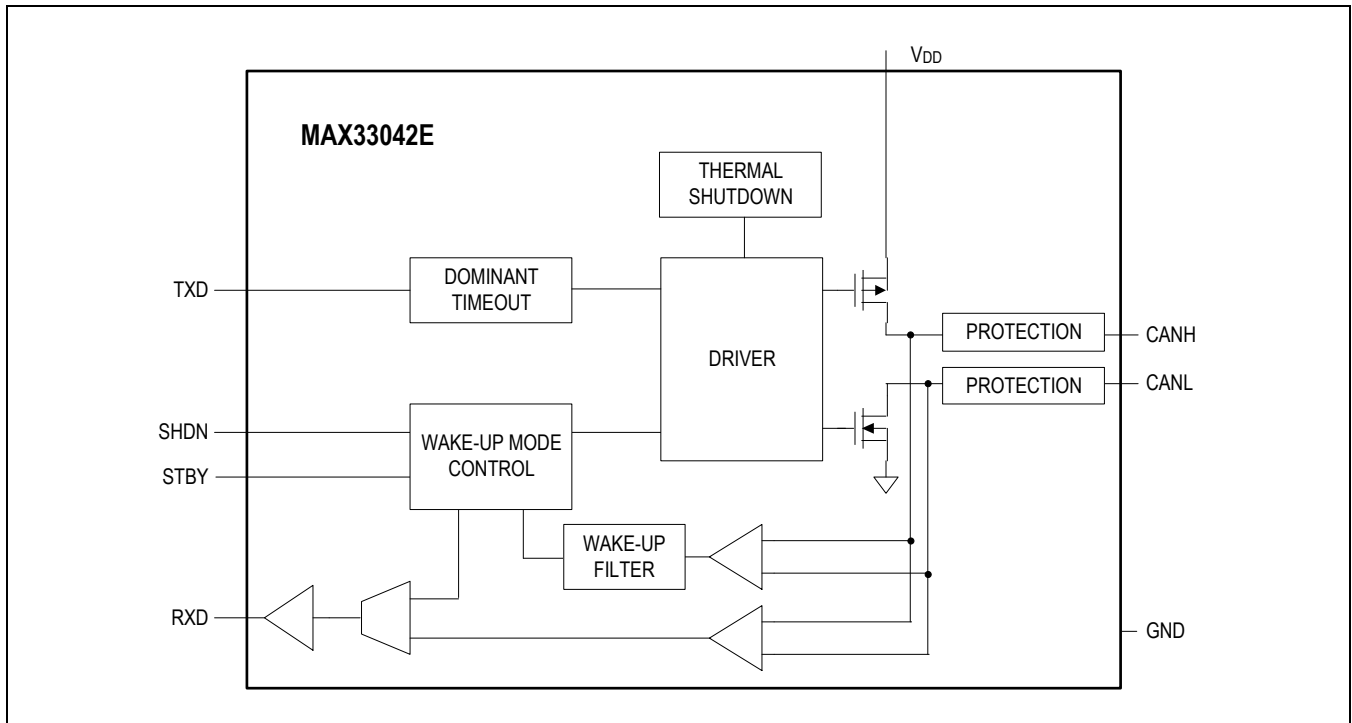 VDD
MAX33042E
THERMAL
SHUTDOWN
TXD
DOMINANT
TIMEOUT
DRIVER
PROTECTION
CANH
PROTECTION
CANL
SHDN
STBY
WAKE-UP MODE
CONTROL
WAKE-UP
FILTER
RXD
GND